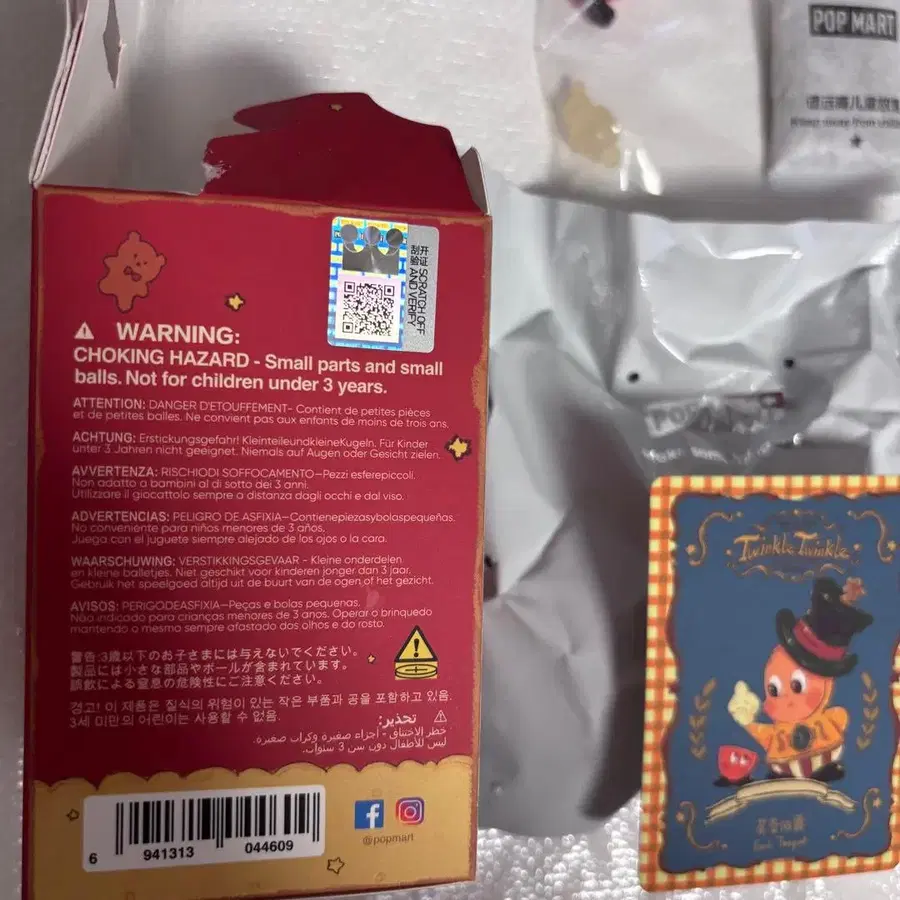 POP MART
Keep away from
开
刮
证
验
SCRATCH OFF
AND VERIFY
WARNING:
CHOKING HAZARD - Small parts and small
balls. Not for children under 3 years.
ATTENTION: DANGER D'ETOUFFEMENT- Contient de petites pièces
et de petites balles. Ne convient pas aux enfants de moins de trois ans.
ACHTUNG: Erstickungsgefahr! KleinteileundkleineKugeln. Für Kinder
unter 3 Jahren nicht geeignet. Niemals auf Augen oder Gesicht zielen.
AVVERTENZA: RISCHIODI SOFFOCAMENTO-Pezzi esferepiccoli.
Non adatto a bambini al di sotto dei 3 anni.
Utilizzare il giocattolo sempre a distanza dagli occhi e dal viso.
ADVERTENCIAS: PELIGRO DE ASFIXIA-Contienepiezasybolaspequeñas.
No conveniente para niñas menores de 3 años.
Juega con el juguete siempre alejado de los ojos o la cara.
WAARSCHUWING: VERSTIKKINGSGEVAAR - Kleine onderdelen
en kleine balletjes. Niet geschikt voor kinderen jonger dan 3 jaar.
Gebruik het speelgoed altijd uit de buurt van de ogen of het gezicht.
AVISOS: PERIGODEASFIXIA-Peças e bolas pequenas.
Não indicado para crianças menores de 3 anos. Operar o brinquedo
mantendo o mesmo sempre afastado dos olhos e do rosto.
警告:3歳以下のお子さまには与えないでください。
製品には小さな部品やボールが含まれています。
誤飲による窒息の危険性にご注意ください。
경고! 이 제품은 질식의 위험이 있는 작은 부품과 공을 포함하고 있음.
3세 미만의 어린이는 사용할 수 없음.
تحذير:
خطر الاختناق - أجزاء صغيرة وكرات صغيرة.
ليس للأطفال دون سن 3 سنوات.
6 941313 044609
@popmart
Twinkle Twinkle